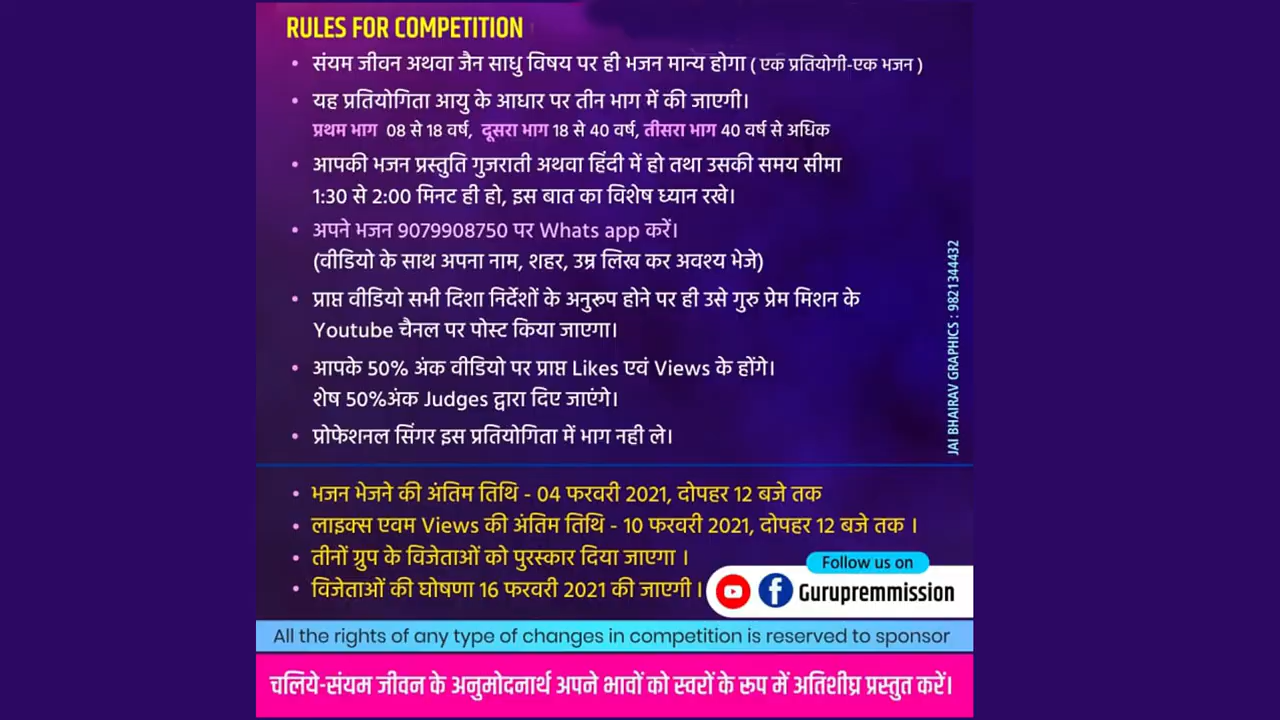 RULES FOR COMPETITION
• संयम जीवन अथवा जैन साधु विषय पर ही भजन मान्य होगा ( एक प्रतियोगी-एक भजन )
• यह प्रतियोगिता आयु के आधार पर तीन भाग में की जाएगी।
प्रथम भाग 08 से 18 वर्ष, दूसरा भाग 18 से 40 वर्ष, तीसरा भाग 40 वर्ष से अधिक
• आपकी भजन प्रस्तुति गुजराती अथवा हिंदी में हो तथा उसकी समय सीमा
1:30 से 2:00 मिनट ही हो, इस बात का विशेष ध्यान रखे।
• अपने भजन 9079908750 पर Whats app करें।
(वीडियो के साथ अपना नाम, शहर, उम्र लिख कर अवश्य भेजे)
• प्राप्त वीडियो सभी दिशा निर्देशों के अनुरूप होने पर ही उसे गुरु प्रेम मिशन के
Youtube चैनल पर पोस्ट किया जाएगा।
• आपके 50% अंक वीडियो पर प्राप्त Likes एवं Views के होंगे।
शेष 50%अंक Judges द्वारा दिए जाएंगे।
• प्रोफेशनल सिंगर इस प्रतियोगिता में भाग नही ले।
JAI BHAIRAV GRAPHICS : 9821344432
• भजन भेजने की अंतिम तिथि - 04 फरवरी 2021, दोपहर 12 बजे तक
• लाइक्स एवम Views की अंतिम तिथि - 10 फरवरी 2021, दोपहर 12 बजे तक ।
• तीनों ग्रुप के विजेताओं को पुरस्कार दिया जाएगा ।
• विजेताओं की घोषणा 16 फरवरी 2021 की जाएगी ।
Follow us on
Gurupremmission
All the rights of any type of changes in competition is reserved to sponsor
चलिये-संयम जीवन के अनुमोदनार्थ अपने भावों को स्वरों के रूप में अतिशीघ्र प्रस्तुत करें।